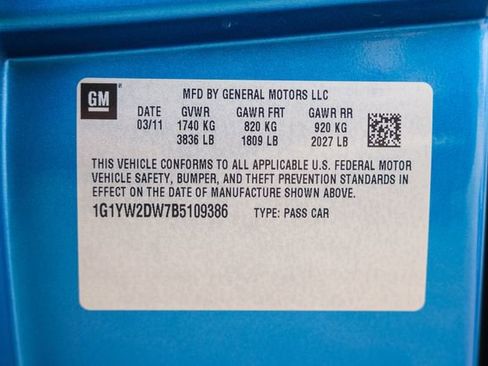 GM
MFD BY GENERAL MOTORS LLC
DATE GVWR GAWR FRT GAWR RR
03/11 1740 KG 820 KG 920 KG
3836 LB 1809 LB 2027 LB
THIS VEHICLE CONFORMS TO ALL APPLICABLE U.S. FEDERAL MOTOR
VEHICLE SAFETY, BUMPER, AND THEFT PREVENTION STANDARDS IN
EFFECT ON THE DATE OF MANUFACTURE SHOWN ABOVE.
1G1YW2DW7B5109386 TYPE: PASS CAR